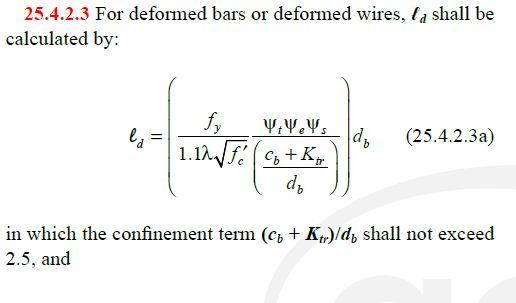 25.4.2.3 For deformed bars or deformed wires, ℓd shall be
calculated by:
ℓd = ( fy / 1.1λ√f′c ψtψeψs / ( cb + Ktr / db ) ) db (25.4.2.3a)
in which the confinement term (cb + Ktr)/db shall not exceed
2.5, and